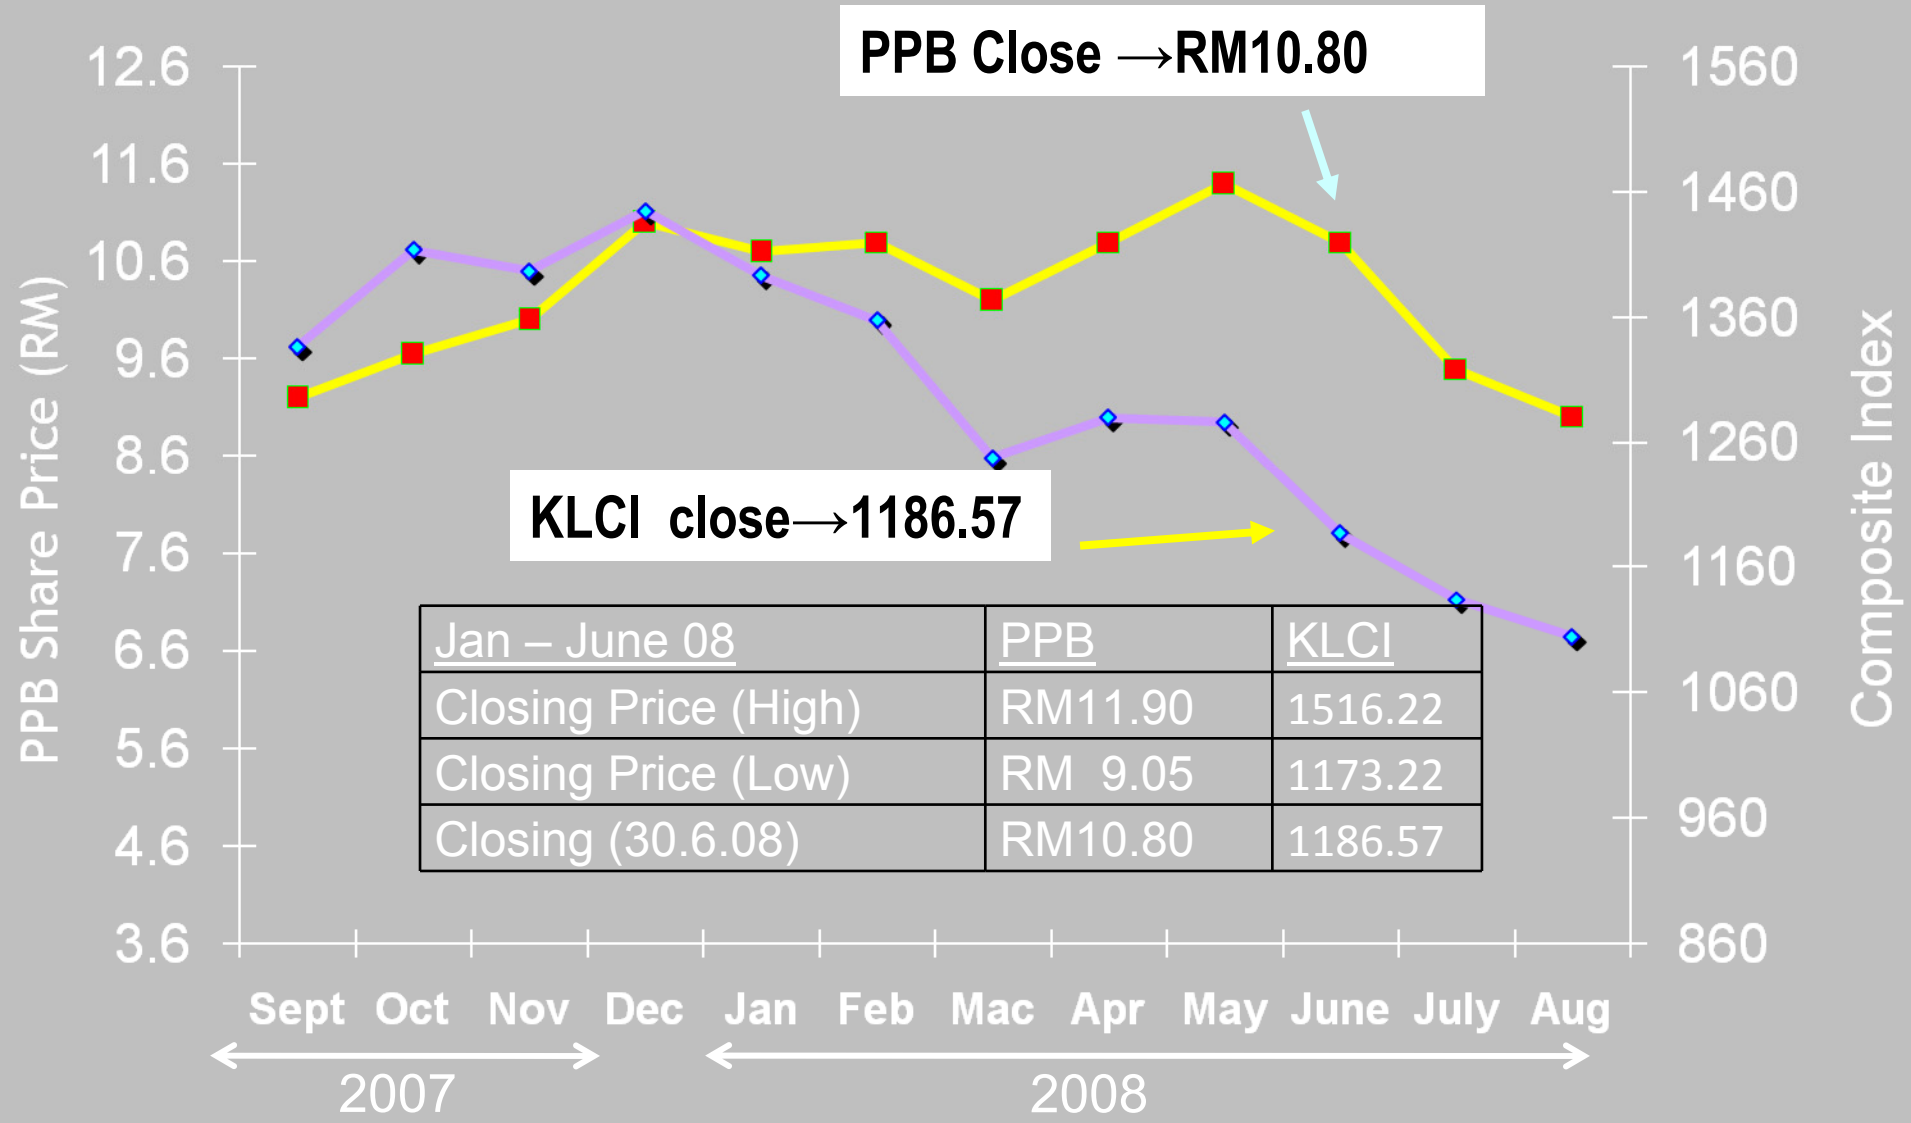 PPB Close →RM10.80
12.6
11.6
10.6
9.6
8.6
7.6
6.6
5.6
4.6
3.6
PPB Share Price (RM)
1560
1460
1360
1260
1160
1060
960
860
Composite Index
KLCI close→1186.57
Jan – June 08 PPB KLCI
Closing Price (High) RM11.90 1516.22
Closing Price (Low) RM 9.05 1173.22
Closing (30.6.08) RM10.80 1186.57
Sept Oct Nov Dec Jan Feb Mac Apr May June July Aug
2007 2008